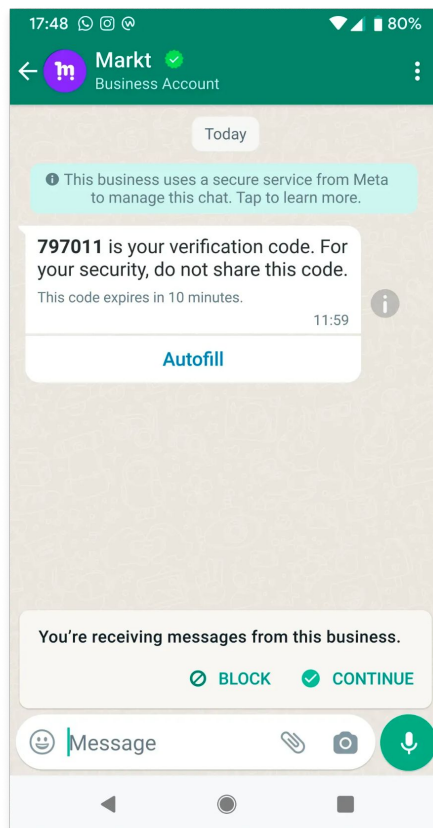 17:48 80%
Markt
Business Account
Today
This business uses a secure service from Meta
to manage this chat. Tap to learn more.
797011 is your verification code. For
your security, do not share this code.
This code expires in 10 minutes.
11:59
Autofill
You're receiving messages from this business.
BLOCK CONTINUE
Message